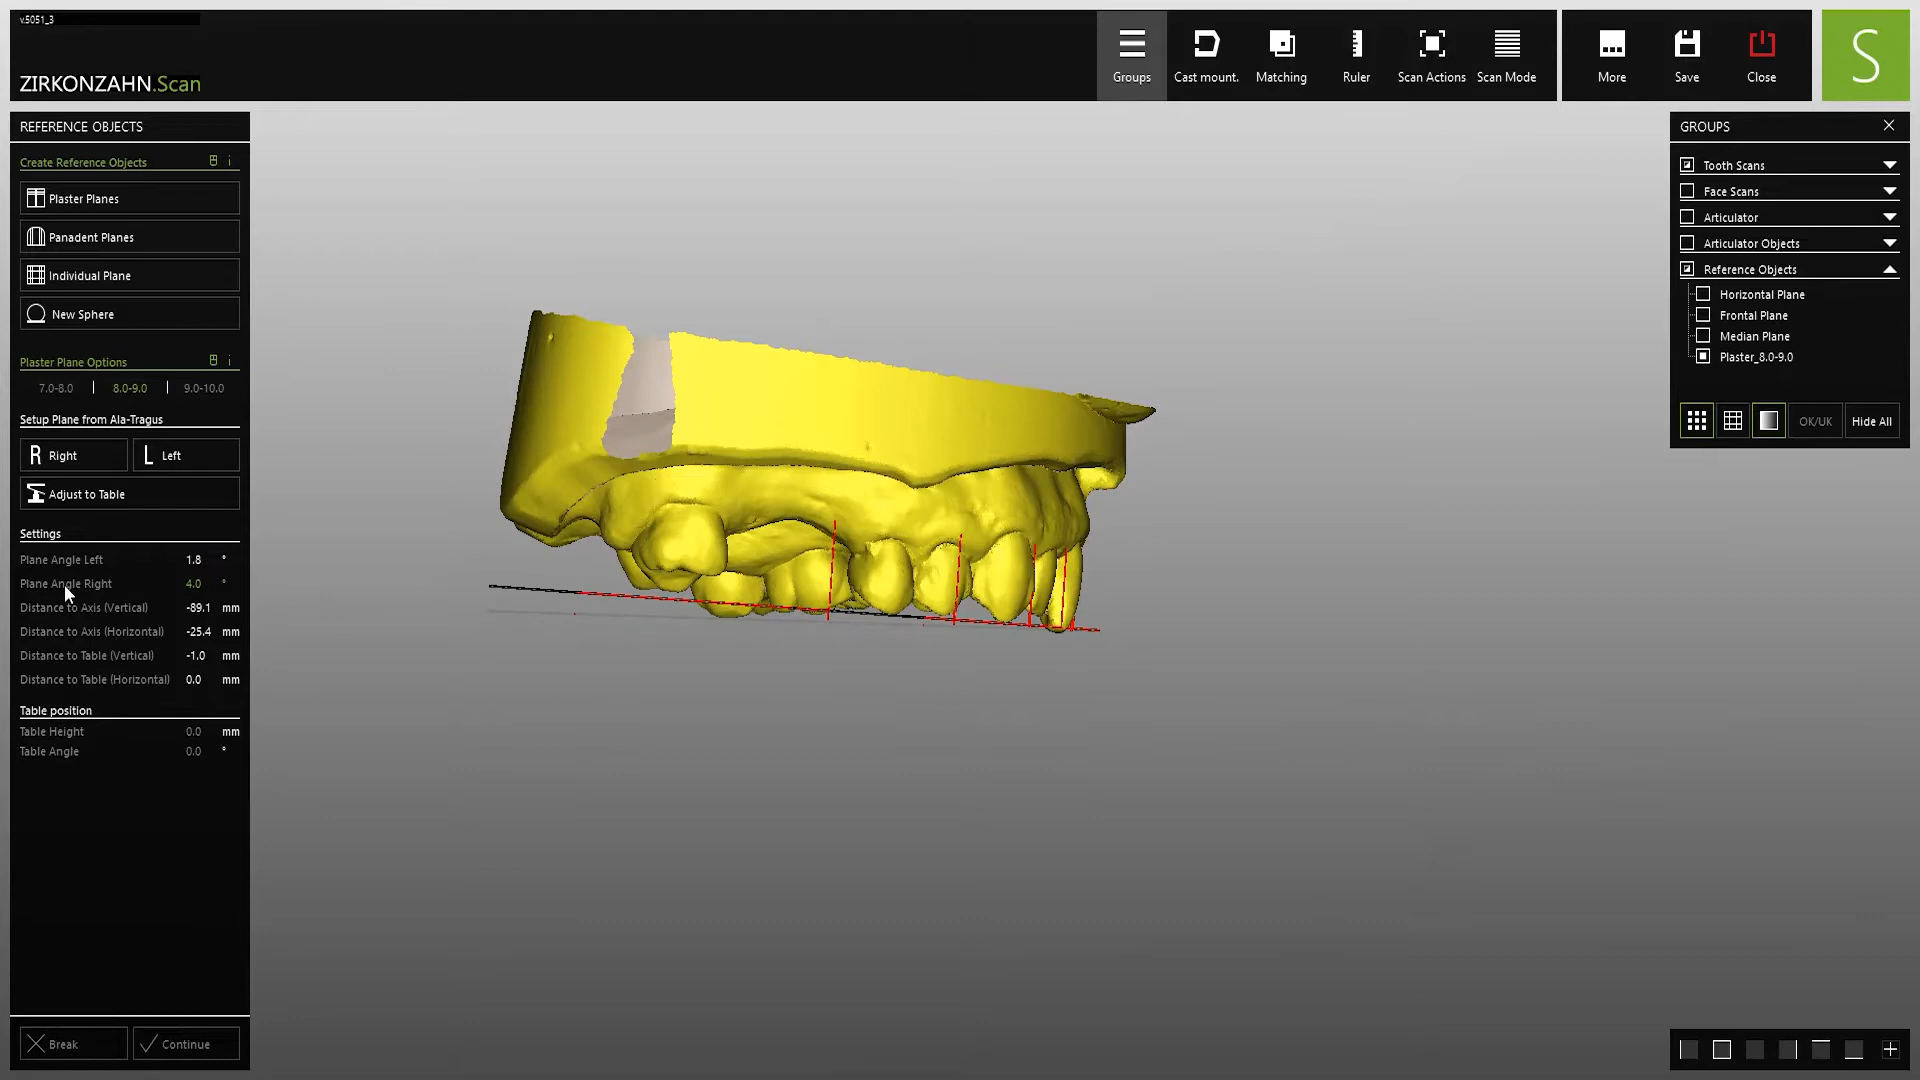 v.5051_3
ZIRKONZAHN.Scan
Groups
Cast mount.
Matching
Ruler
Scan Actions
Scan Mode
More
Save
Close
S
REFERENCE OBJECTS
Create Reference Objects
i
Plaster Planes
Panadent Planes
Individual Plane
New Sphere
Plaster Plane Options
i
7.0-8.0 | 8.0-9.0 | 9.0-10.0
Setup Plane from Ala-Tragus
R Right
L Left
Adjust to Table
Settings
Plane Angle Left 1.8 °
Plane Angle Right 4.0 °
Distance to Axis (Vertical) -89.1 mm
Distance to Axis (Horizontal) -25.4 mm
Distance to Table (Vertical) -1.0 mm
Distance to Table (Horizontal) 0.0 mm
Table position
Table Height 0.0 mm
Table Angle 0.0 °
Break
Continue
GROUPS
Tooth Scans
Face Scans
Articulator
Articulator Objects
Reference Objects
Horizontal Plane
Frontal Plane
Median Plane
Plaster_8.0-9.0
OK/UK
Hide All